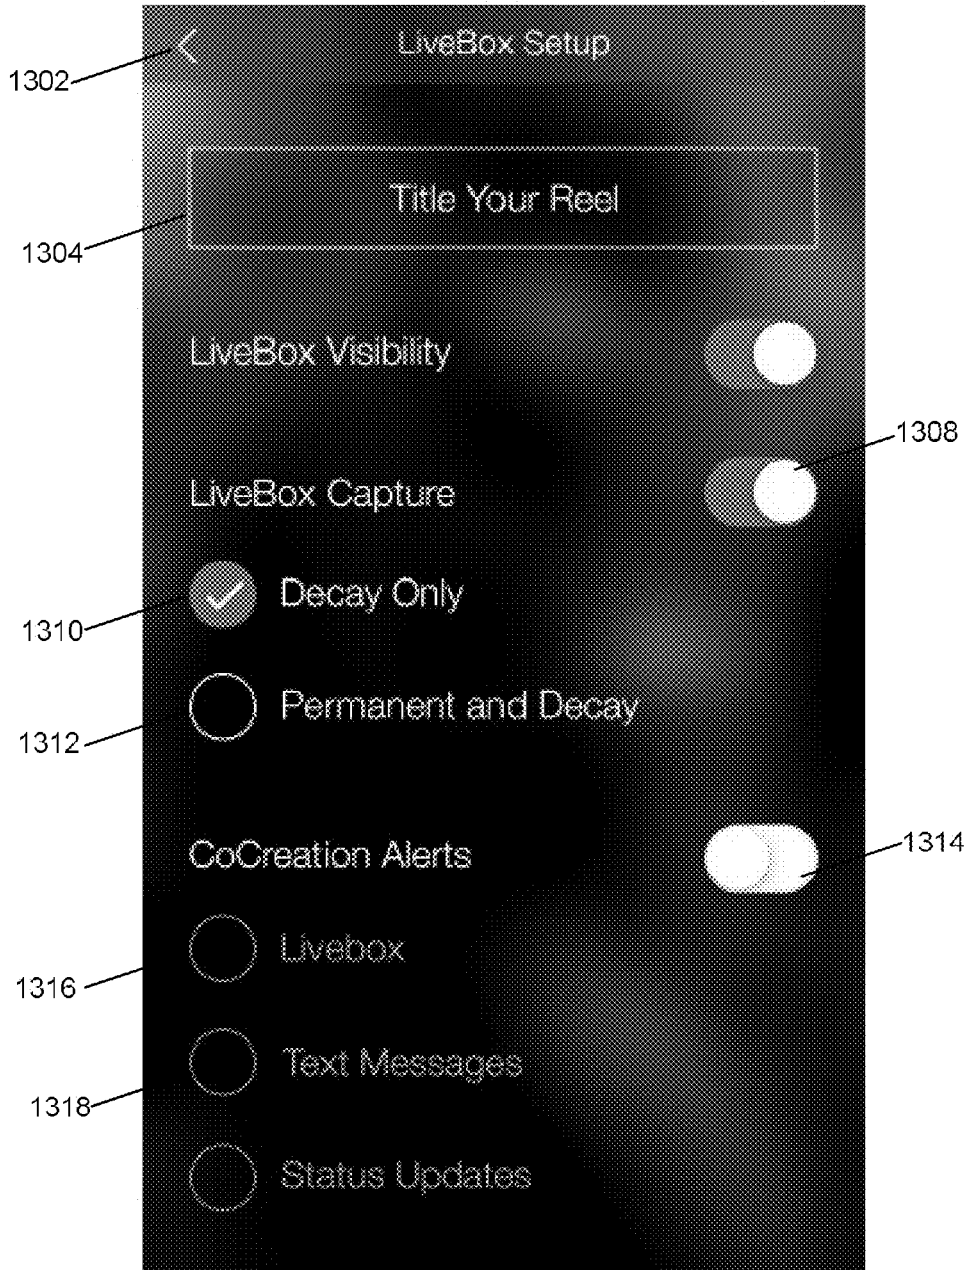 LiveBox Setup
1302
Title Your Reel
1304
LiveBox Visibility
1308
LiveBox Capture
Decay Only
1310
Permanent and Decay
1312
CoCreation Alerts
1314
Livebox
1316
Text Messages
1318
Status Updates